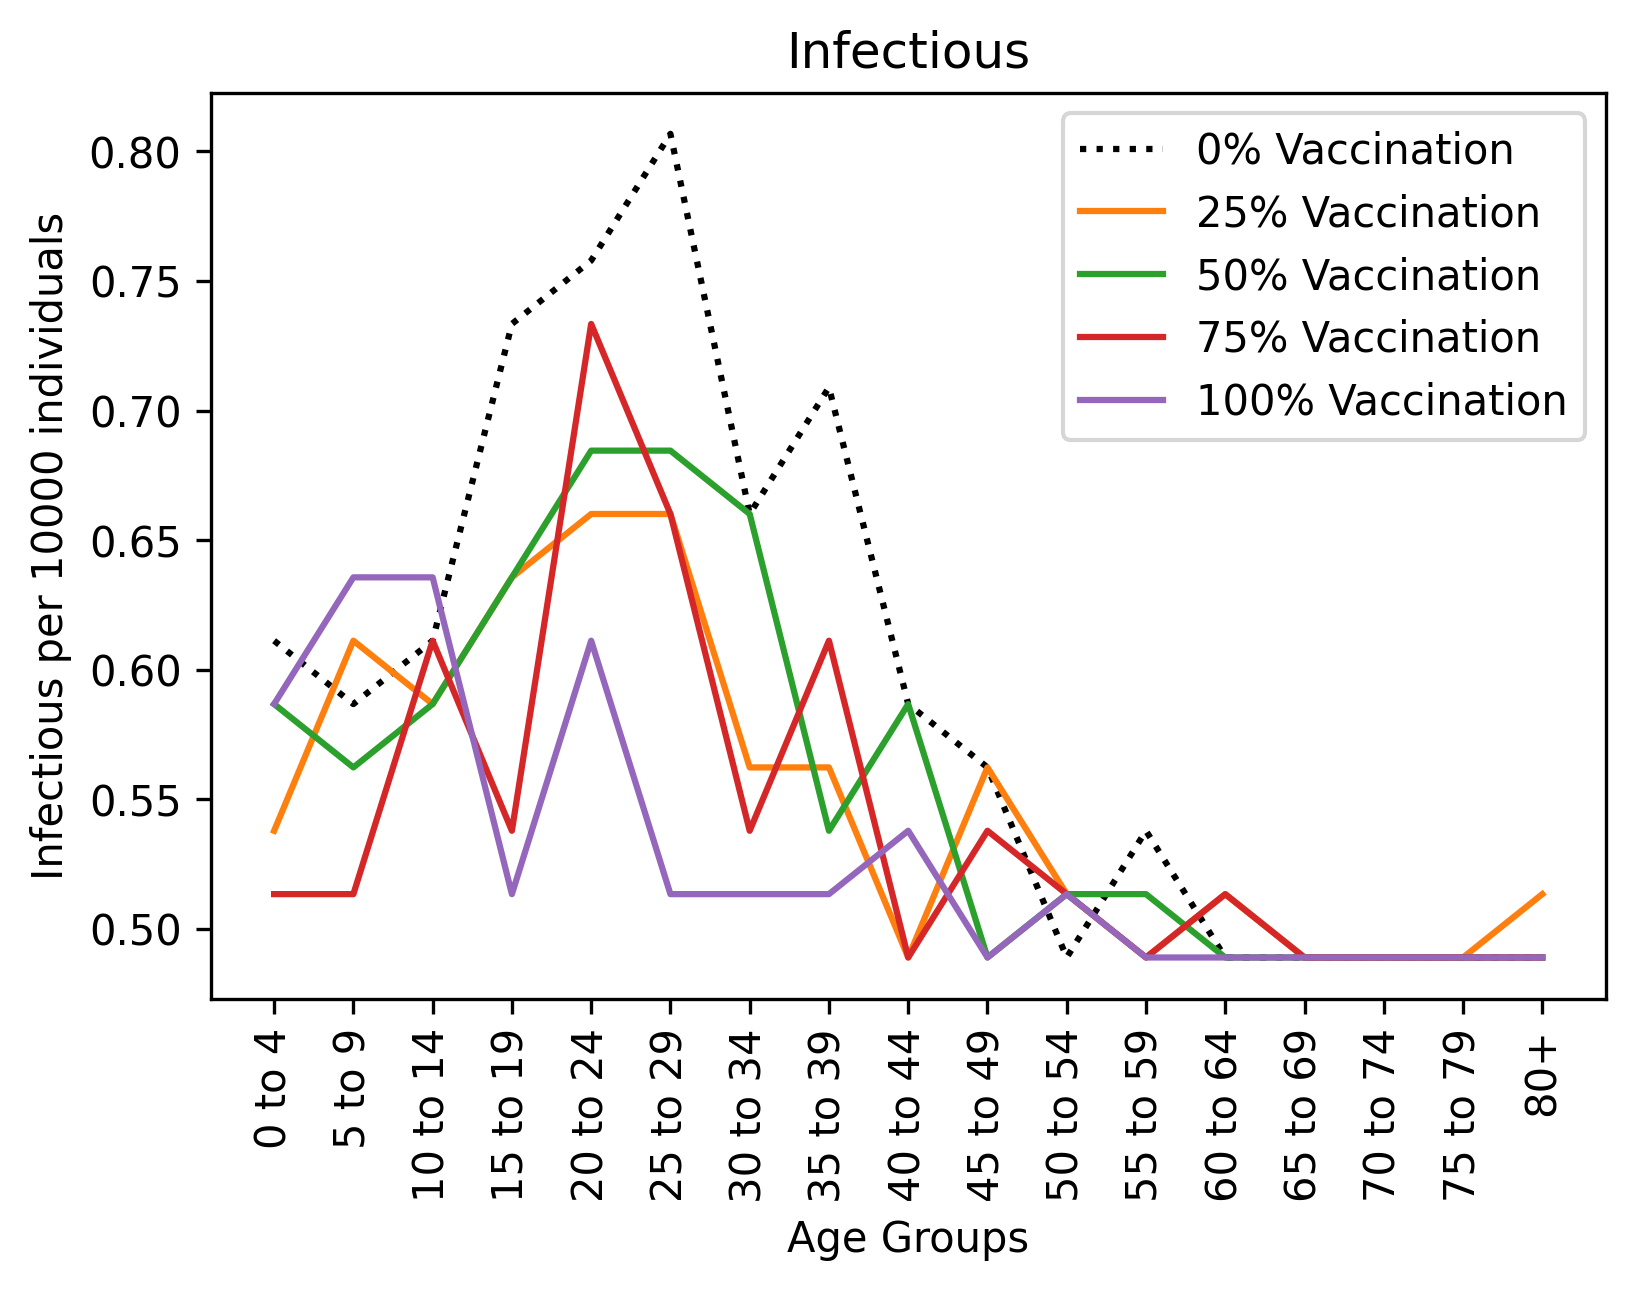 Infectious
Infectious per 10000 individuals
0.80
0.75
0.70
0.65
0.60
0.55
0.50
0% Vaccination
25% Vaccination
50% Vaccination
75% Vaccination
100% Vaccination
0 to 4
5 to 9
10 to 14
15 to 19
20 to 24
25 to 29
30 to 34
35 to 39
40 to 44
45 to 49
50 to 54
55 to 59
60 to 64
65 to 69
70 to 74
75 to 79
80+
Age Groups